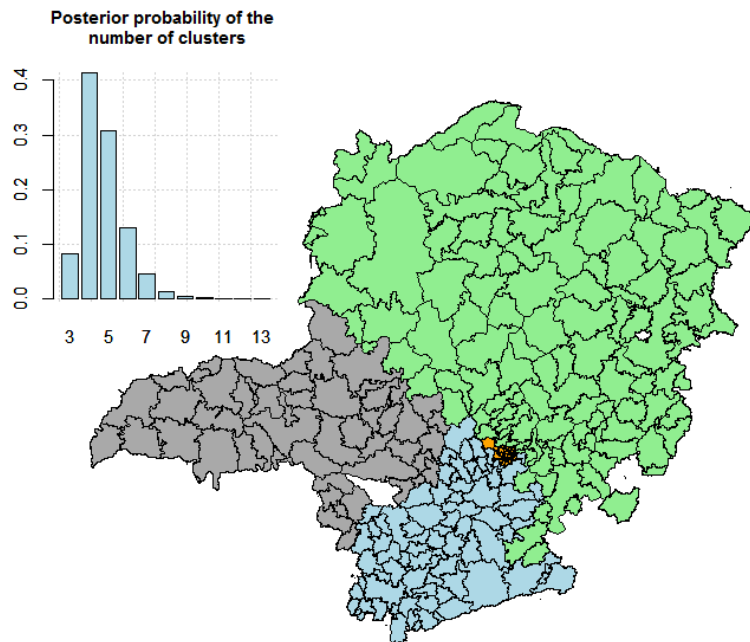 Posterior probability of the
number of clusters
0.4
0.3
0.2
0.1
0.0
3 5 7 9 11 13